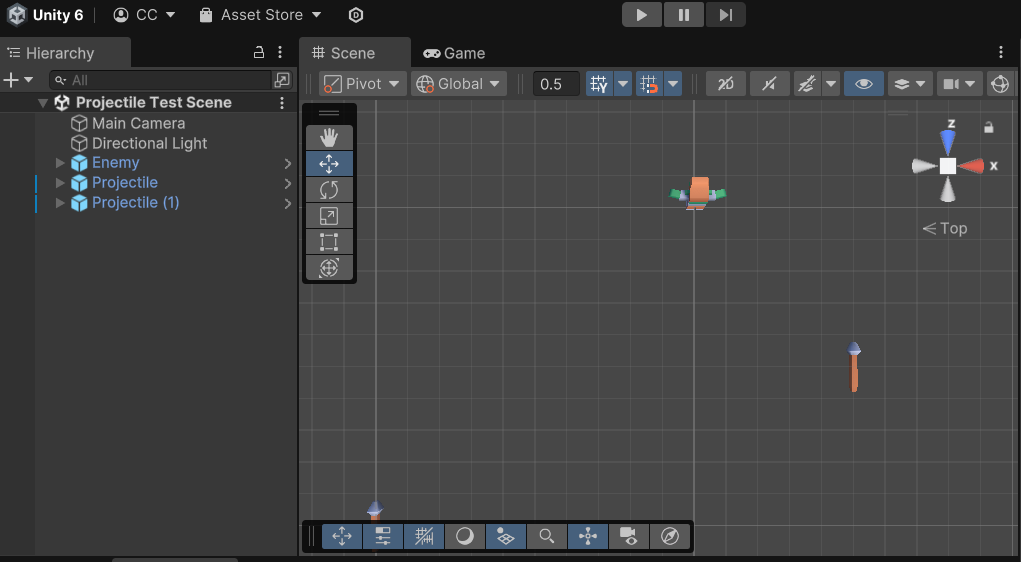 Unity 6 CC Asset Store
Hierarchy
All
Projectile Test Scene
Main Camera
Directional Light
Enemy
Projectile
Projectile (1)
Scene Game
Pivot Global 0.5 2D
z
x
Top